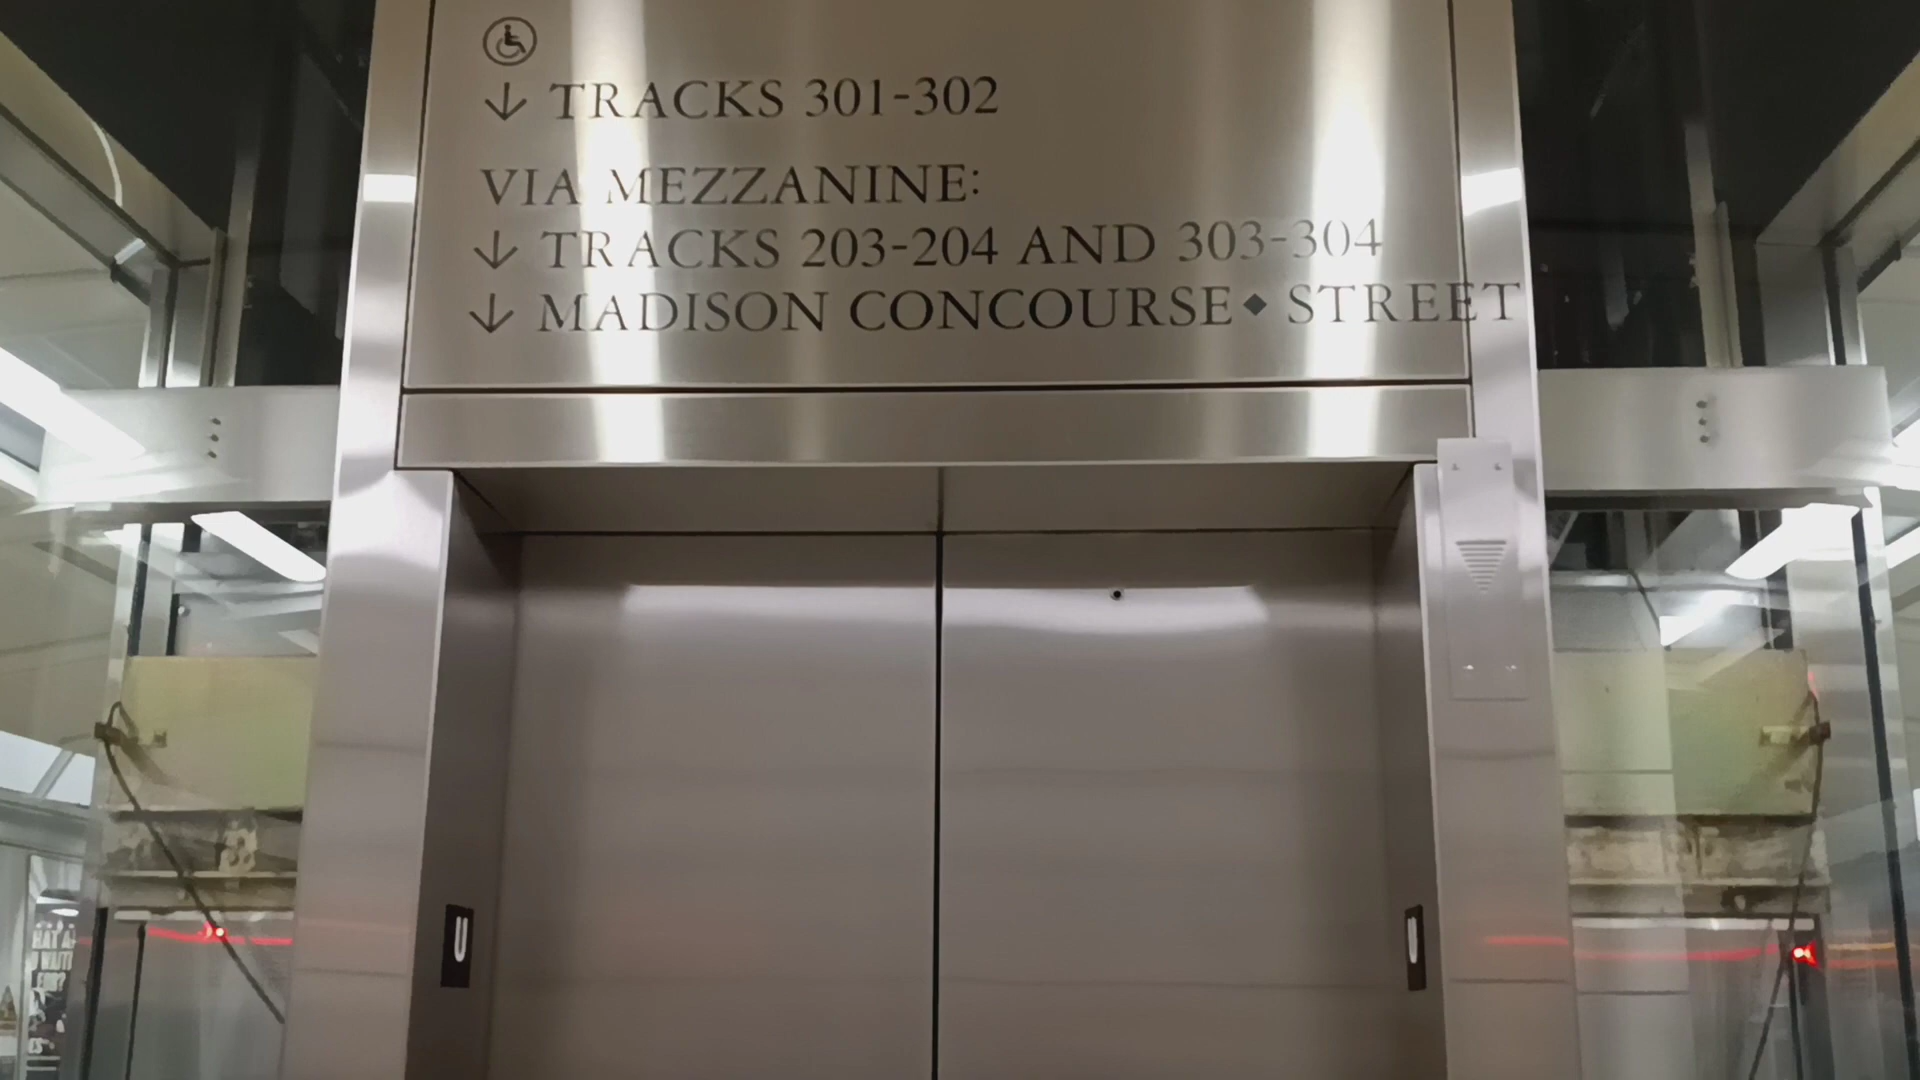 ↓ TRACKS 301-302
VIA MEZZANINE:
↓ TRACKS 203-204 AND 303-304
↓ MADISON CONCOURSE ◆ STREET
U
U